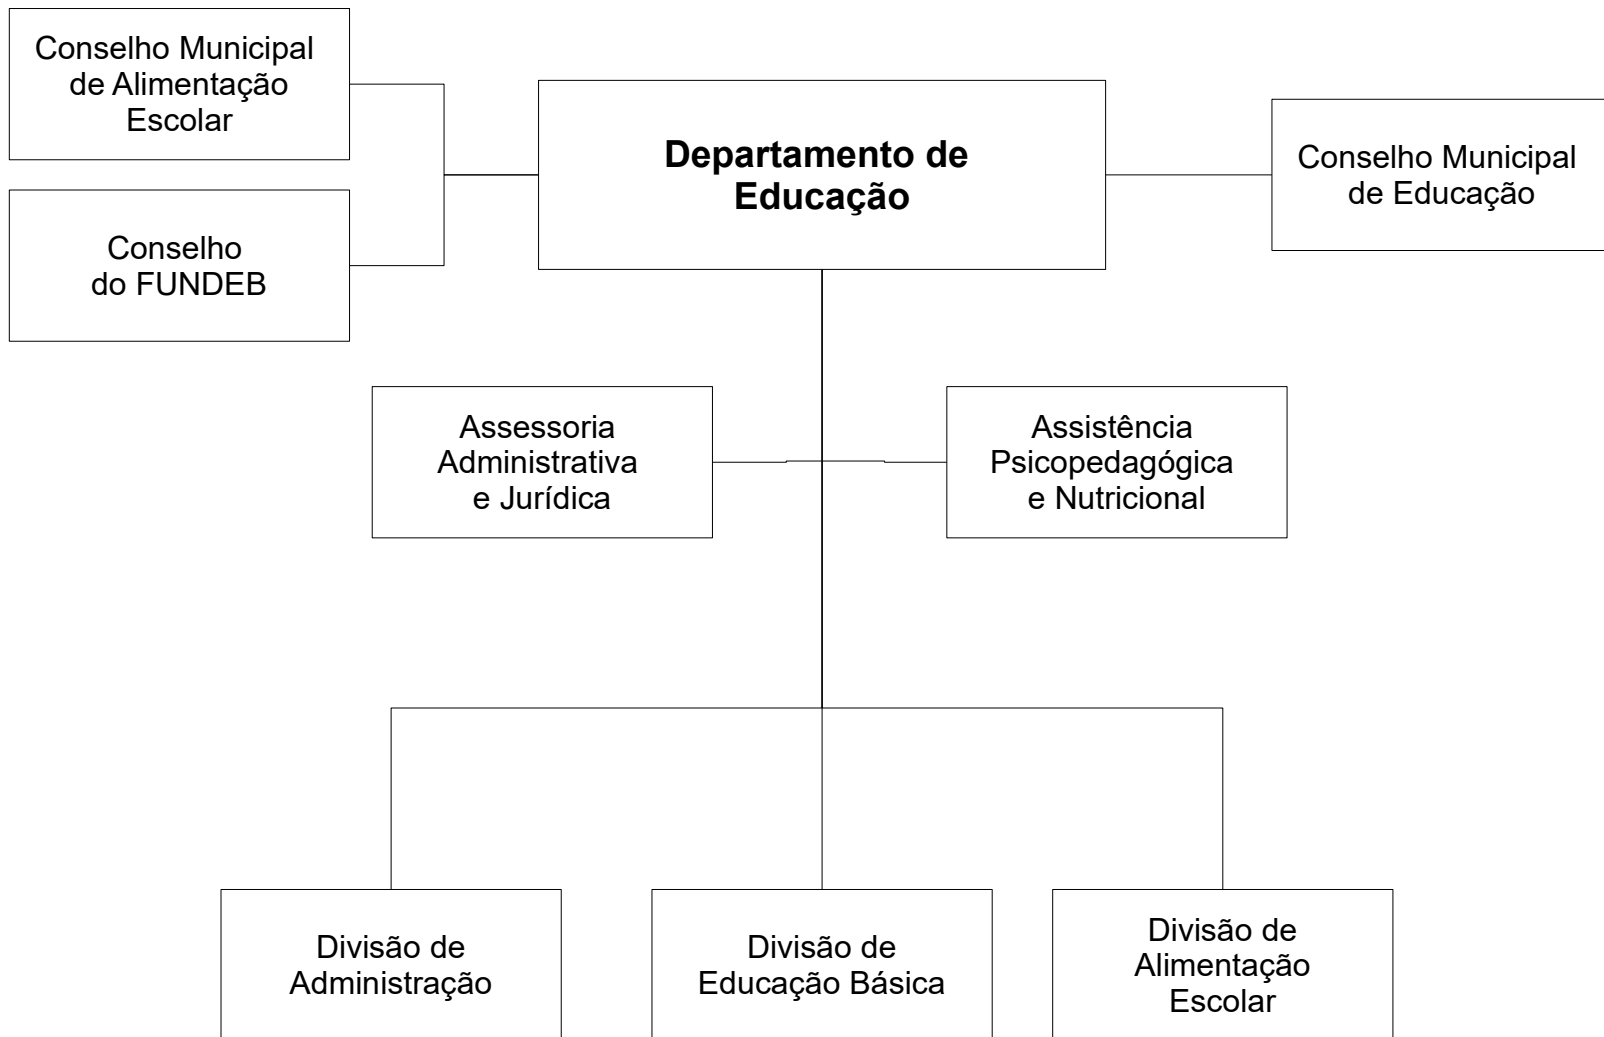 Conselho Municipal
de Alimentação
Escolar
Departamento de
Educação
Conselho Municipal
de Educação
Conselho
do FUNDEB
Assessoria
Administrativa
e Jurídica
Assistência
Psicopedagógica
e Nutricional
Divisão de
Administração
Divisão de
Educação Básica
Divisão de
Alimentação
Escolar